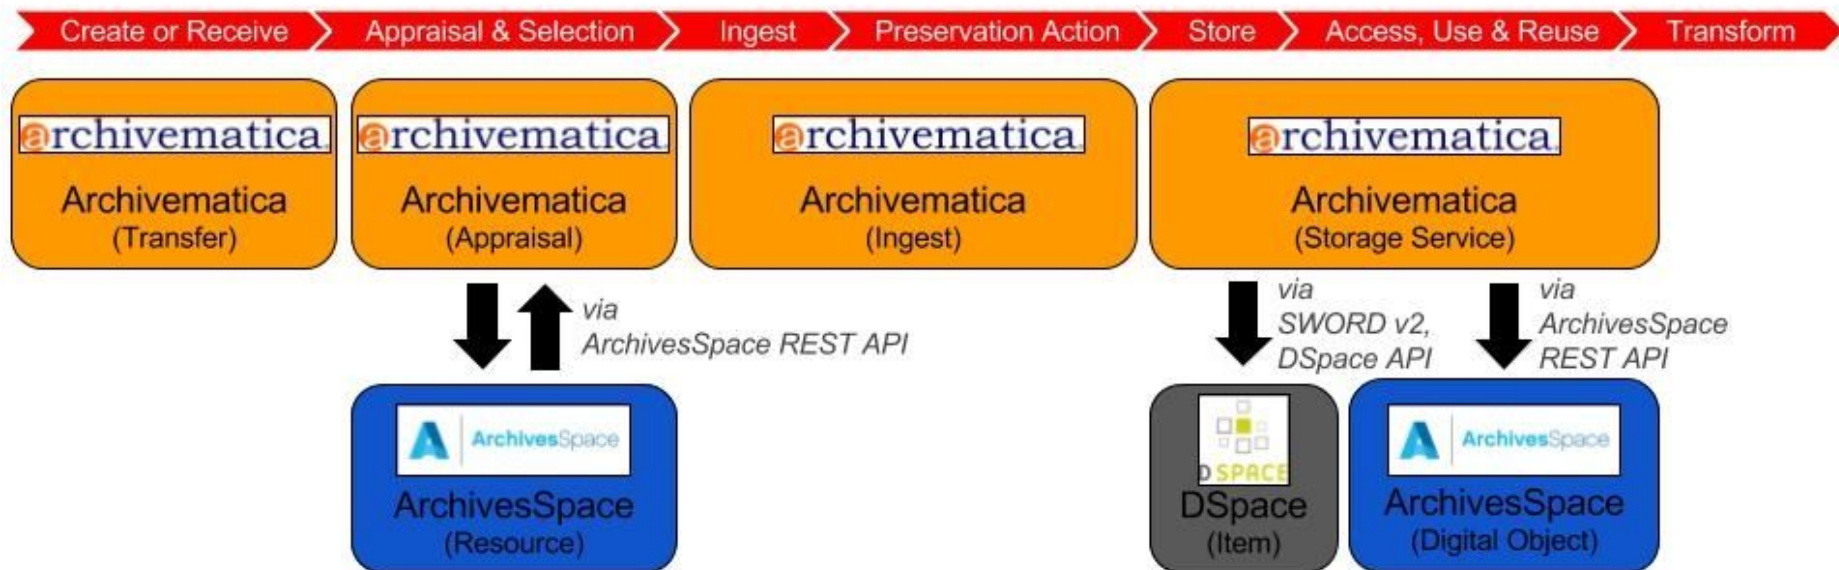 Create or Receive
Appraisal & Selection
Ingest
Preservation Action
Store
Access, Use & Reuse
Transform
archivematica
Archivematica
(Transfer)
archivematica
Archivematica
(Appraisal)
archivematica
Archivematica
(Ingest)
archivematica
Archivematica
(Storage Service)
via
ArchivesSpace REST API
via
SWORD v2,
DSpace API
via
ArchivesSpace
REST API
ArchivesSpace
ArchivesSpace
(Resource)
D SPACE
DSpace
(Item)
ArchivesSpace
ArchivesSpace
(Digital Object)